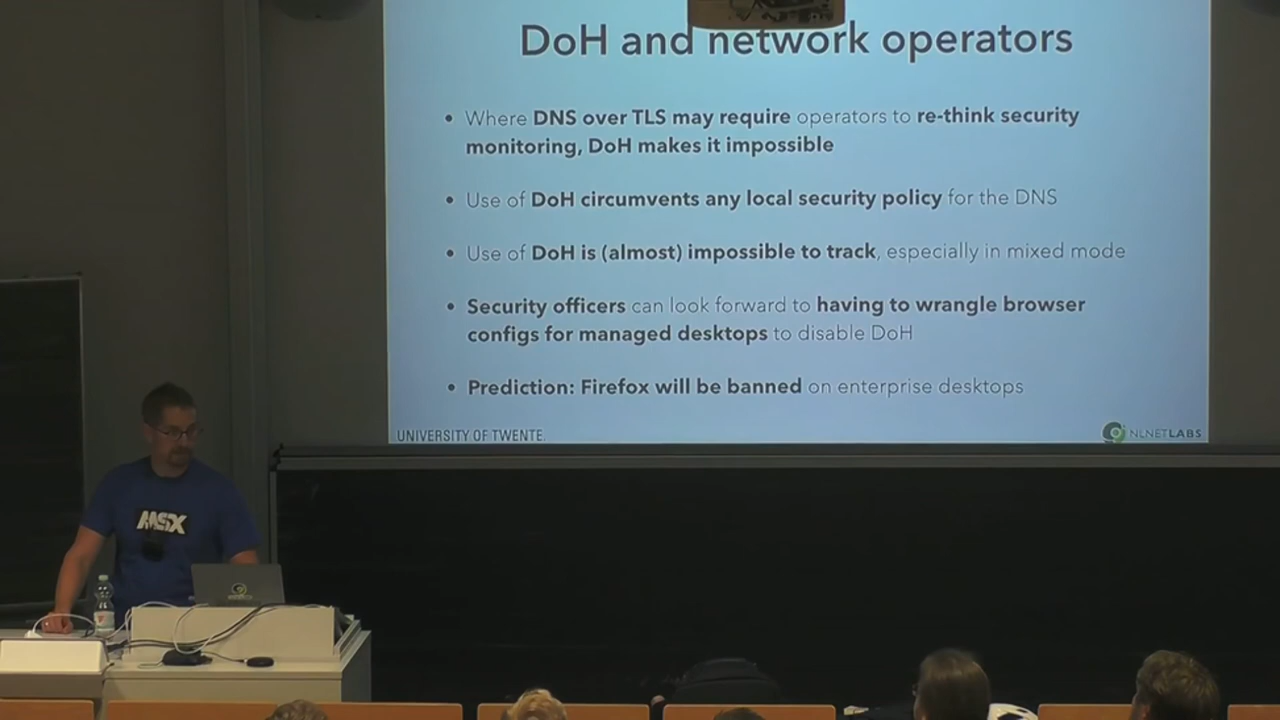 DoH and network operators
• Where DNS over TLS may require operators to re-think security
monitoring, DoH makes it impossible
• Use of DoH circumvents any local security policy for the DNS
• Use of DoH is (almost) impossible to track, especially in mixed mode
• Security officers can look forward to having to wrangle browser
configs for managed desktops to disable DoH
• Prediction: Firefox will be banned on enterprise desktops
UNIVERSITY OF TWENTE.
NLNETLABS
MSX